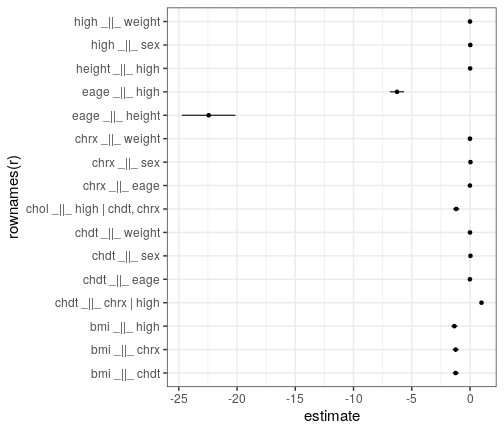 high _||_ weight
high _||_ sex
height _||_ high
eage _||_ high
eage _||_ height
chrx _||_ weight
chrx _||_ sex
chrx _||_ eage
chol _||_ high | chdt, chrx
chdt _||_ weight
chdt _||_ sex
chdt _||_ eage
chdt _||_ chrx | high
bmi _||_ high
bmi _||_ chrx
bmi _||_ chdt
rownames(r)
-25 -20 -15 -10 -5 0
estimate